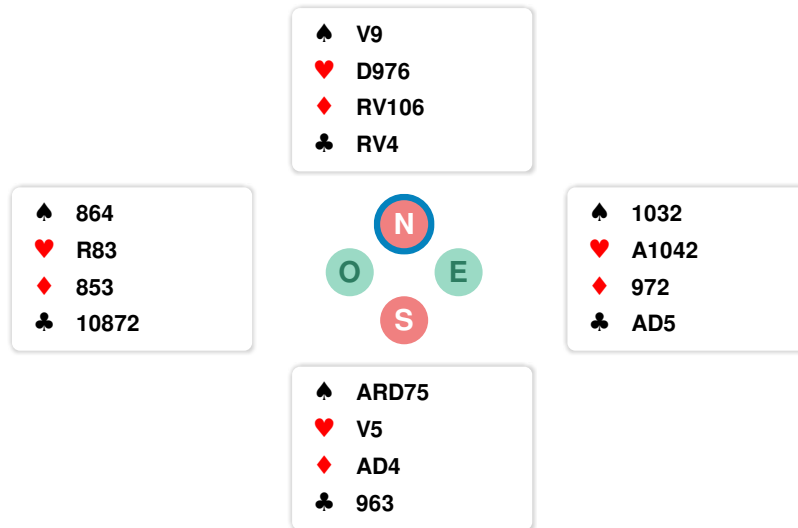 ♠ V9
♥ D976
♦ RV106
♣ RV4
♠ 864
♥ R83
♦ 853
♣ 10872
N
O E
S
♠ 1032
♥ A1042
♦ 972
♣ AD5
♠ ARD75
♥ V5
♦ AD4
♣ 963